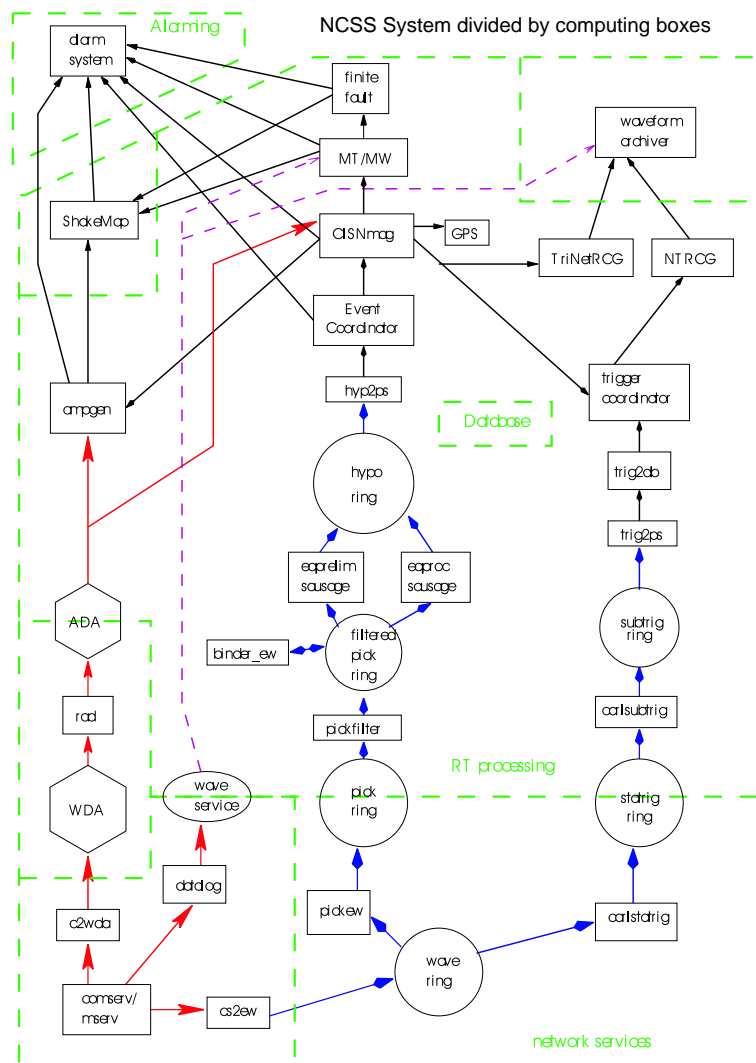 NCSS System divided by computing boxes
Alarming
alarm
system
finite
fault
waveform
archiver
MT/MW
ShakeMap
CISNmag
GPS
TriNetRCG
NTRCG
Event
Coordinator
trigger
coordinator
ampgen
hyp2ps
Database
hypo
ring
trig2db
trig2ps
eqprelim
sausage
eqproc
sausage
ADA
subtrig
ring
filtered
pick
ring
binder_ew
rad
carlsubtrig
pickfilter
RT processing
wave
service
WDA
pick
ring
statrig
ring
datalog
c2wda
pickew
carlstatrig
wave
ring
comserv/
mserv
cs2ew
network services